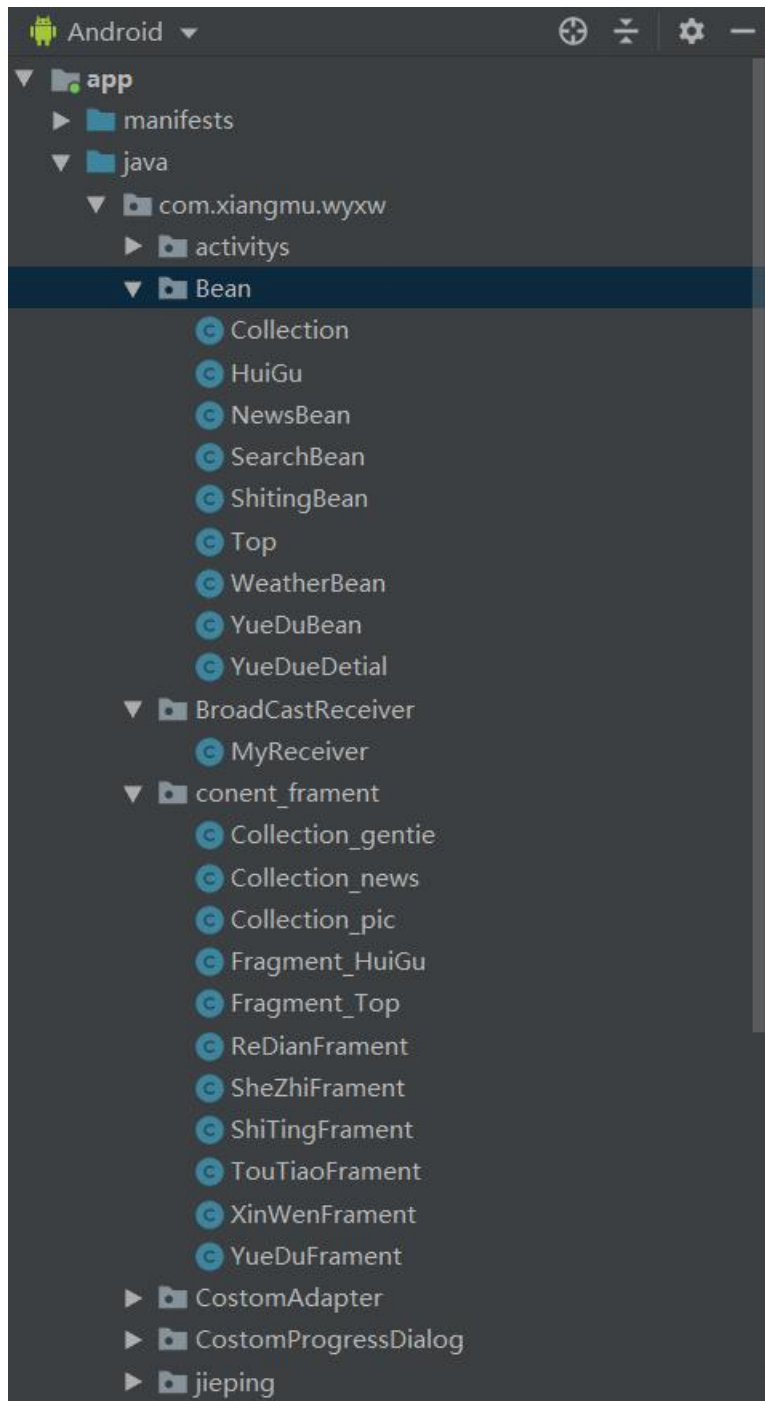 Android
app
manifests
java
com.xiangmu.wyxw
activitys
Bean
Collection
HuiGu
NewsBean
SearchBean
ShitingBean
Top
WeatherBean
YueDuBean
YueDueDetial
BroadCastReceiver
MyReceiver
conent_frament
Collection_gentie
Collection_news
Collection_pic
Fragment_HuiGu
Fragment_Top
ReDianFrament
SheZhiFrament
ShiTingFrament
TouTiaoFrament
XinWenFrament
YueDuFrament
CostomAdapter
CostomProgressDialog
jieping